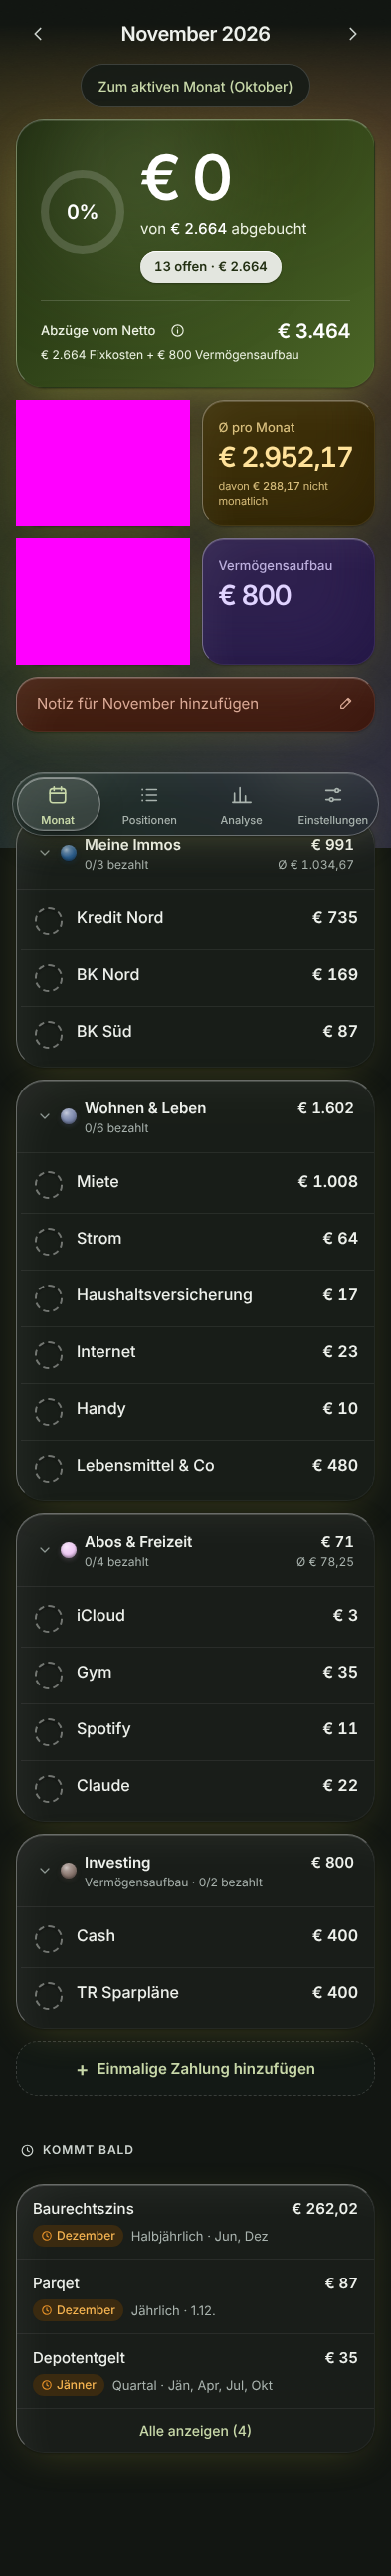 November 2026
Zum aktiven Monat (Oktober)
0%
€ 0
von € 2.664 abgebucht
13 offen · € 2.664
Abzüge vom Netto
€ 3.464
€ 2.664 Fixkosten + € 800 Vermögensaufbau
Ø pro Monat
€ 2.952,17
davon € 288,17 nicht
monatlich
Vermögensaufbau
€ 800
Notiz für November hinzufügen
Monat
Positionen
Analyse
Einstellungen
Meine Immos
€ 991
0/3 bezahlt
Ø € 1.034,67
Kredit Nord
€ 735
BK Nord
€ 169
BK Süd
€ 87
Wohnen & Leben
€ 1.602
0/6 bezahlt
Miete
€ 1.008
Strom
€ 64
Haushaltsversicherung
€ 17
Internet
€ 23
Handy
€ 10
Lebensmittel & Co
€ 480
Abos & Freizeit
€ 71
0/4 bezahlt
Ø € 78,25
iCloud
€ 3
Gym
€ 35
Spotify
€ 11
Claude
€ 22
Investing
€ 800
Vermögensaufbau · 0/2 bezahlt
Cash
€ 400
TR Sparpläne
€ 400
+ Einmalige Zahlung hinzufügen
KOMMT BALD
Baurechtszins
€ 262,02
Dezember
Halbjährlich · Jun, Dez
Parqet
€ 87
Dezember
Jährlich · 1.12.
Depotentgelt
€ 35
Jänner
Quartal · Jän, Apr, Jul, Okt
Alle anzeigen (4)